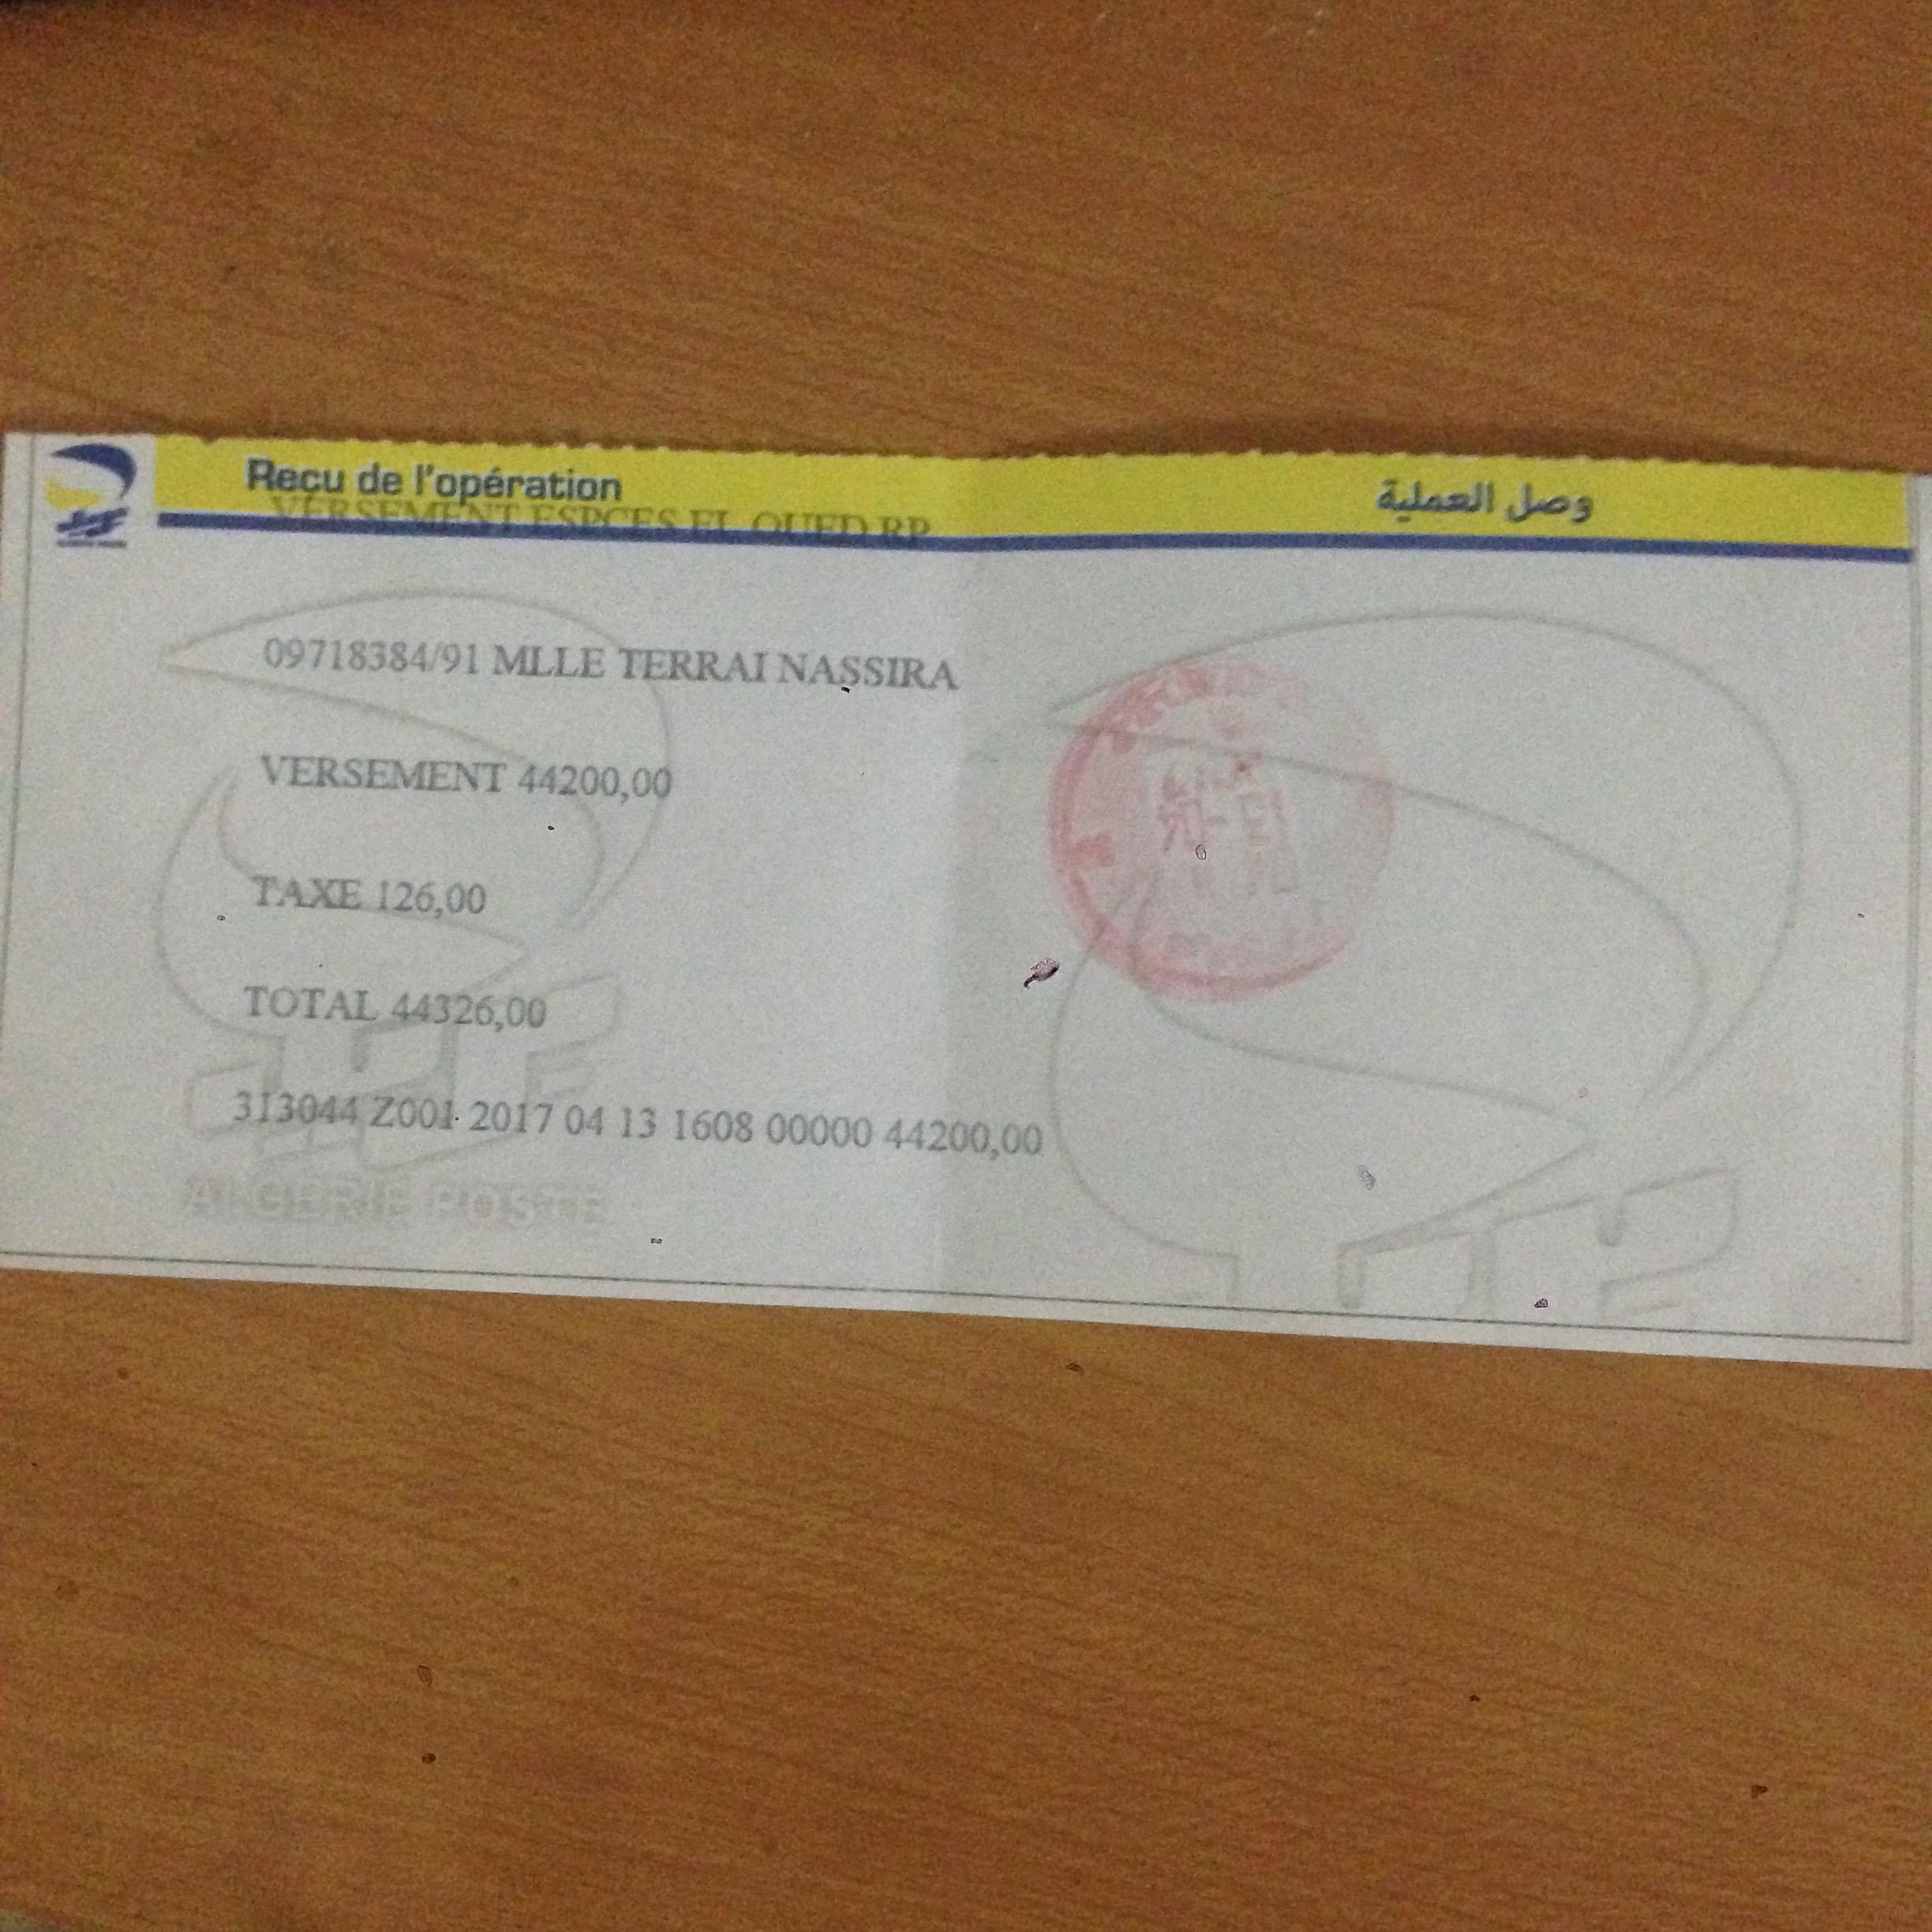 Recu de l'opération
وصل العملية
VERSEMENT ESPCES EL OUED RP
09718384/91 MLLE TERRAI NASSIRA
VERSEMENT 44200,00
TAXE 126,00
TOTAL 44326,00
313044 Z001 2017 04 13 1608 00000 44200,00
ALGERIE POSTE